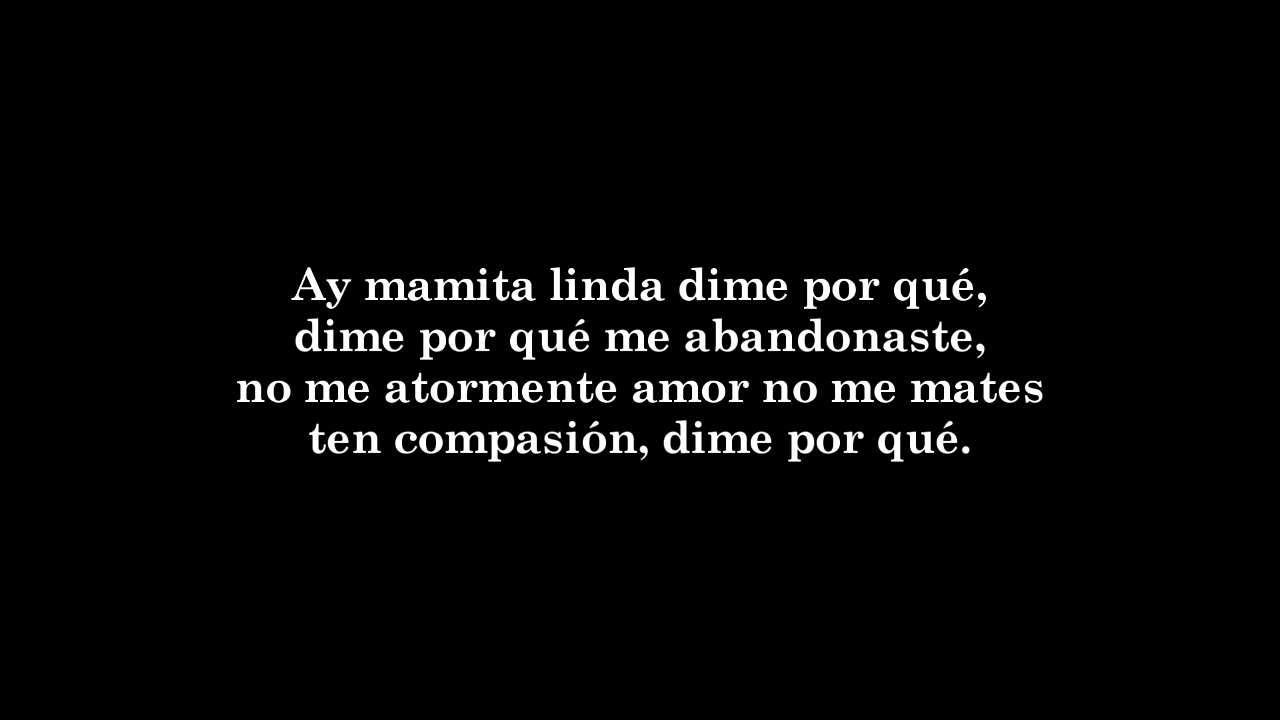 Ay mamita linda dime por qué,
dime por qué me abandonaste,
no me atormente amor no me mates
ten compasión, dime por qué.